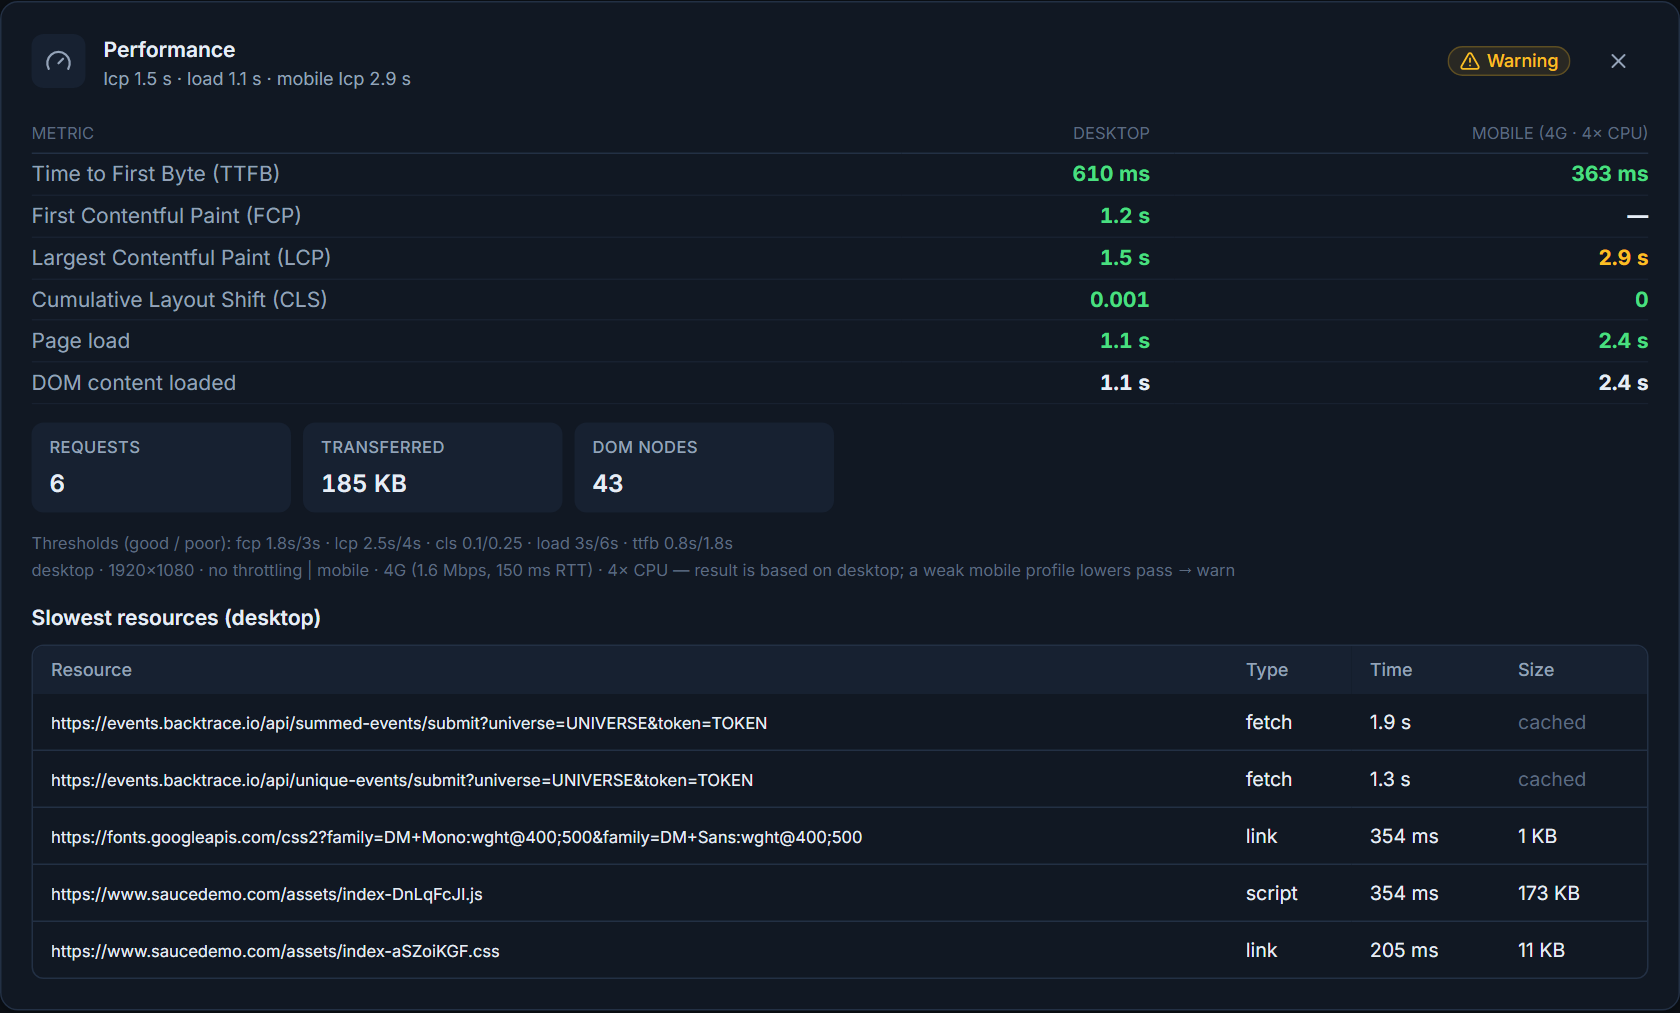 Performance
lcp 1.5 s · load 1.1 s · mobile lcp 2.9 s
Warning
METRIC DESKTOP MOBILE (4G · 4× CPU)
Time to First Byte (TTFB) 610 ms 363 ms
First Contentful Paint (FCP) 1.2 s —
Largest Contentful Paint (LCP) 1.5 s 2.9 s
Cumulative Layout Shift (CLS) 0.001 0
Page load 1.1 s 2.4 s
DOM content loaded 1.1 s 2.4 s
REQUESTS TRANSFERRED DOM NODES
6 185 KB 43
Thresholds (good / poor): fcp 1.8s/3s · lcp 2.5s/4s · cls 0.1/0.25 · load 3s/6s · ttfb 0.8s/1.8s
desktop · 1920×1080 · no throttling | mobile · 4G (1.6 Mbps, 150 ms RTT) · 4× CPU — result is based on desktop; a weak mobile profile lowers pass → warn
Slowest resources (desktop)
Resource Type Time Size
https://events.backtrace.io/api/summed-events/submit?universe=UNIVERSE&token=TOKEN fetch 1.9 s cached
https://events.backtrace.io/api/unique-events/submit?universe=UNIVERSE&token=TOKEN fetch 1.3 s cached
https://fonts.googleapis.com/css2?family=DM+Mono:wght@400;500&family=DM+Sans:wght@400;500 link 354 ms 1 KB
https://www.saucedemo.com/assets/index-DnLqFcJI.js script 354 ms 173 KB
https://www.saucedemo.com/assets/index-aSZoiKGF.css link 205 ms 11 KB